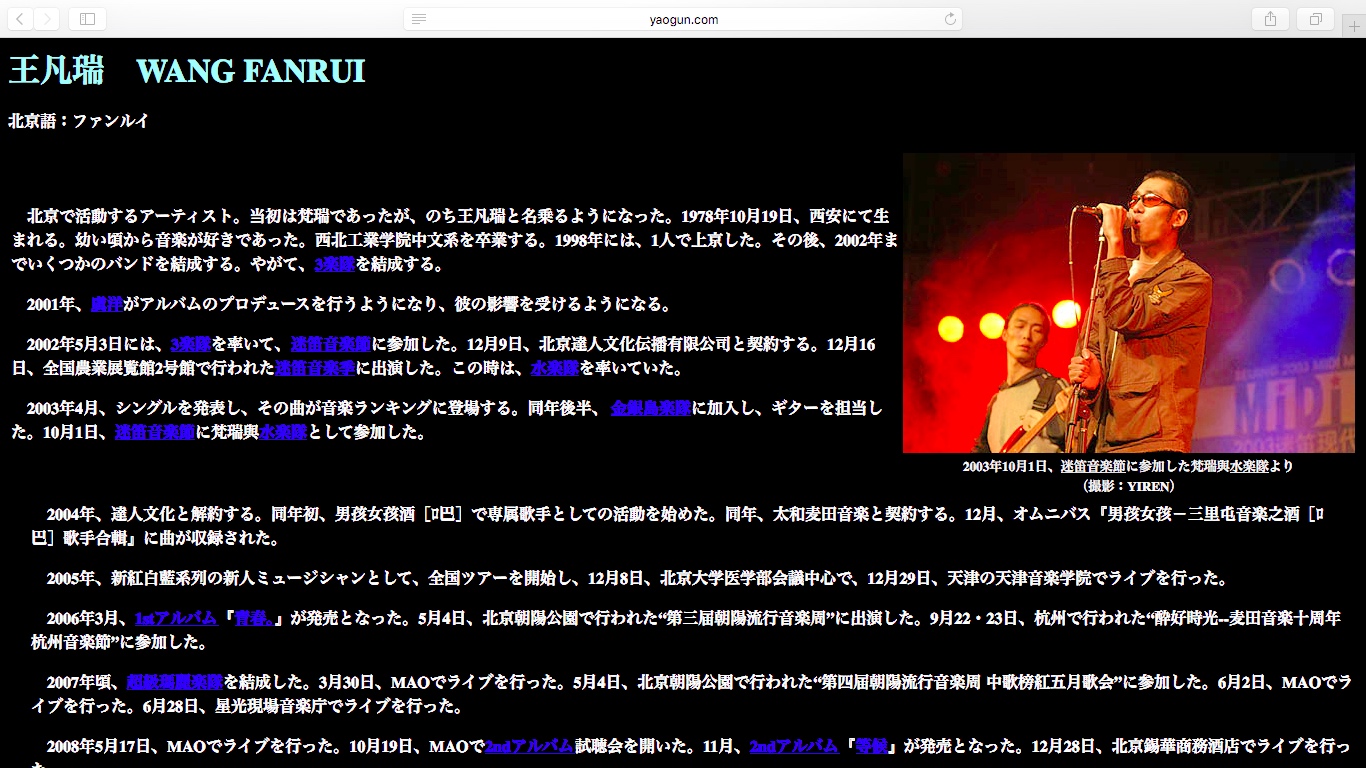 yaogun.com
王凡瑞　WANG FANRUI
北京語：ファンルイ
北京で活動するアーティスト。当初は梵瑞であったが、のち王凡瑞と名乗るようになった。1978年10月19日、西安にて生
まれる。幼い頃から音楽が好きであった。西北工業学院中文系を卒業する。1998年には、1人で上京した。その後、2002年ま
でいくつかのバンドを結成する。やがて、3楽隊を結成する。
2001年、虞洋がアルバムのプロデュースを行うようになり、彼の影響を受けるようになる。
2002年5月3日には、3楽隊を率いて、迷笛音楽節に参加した。12月9日、北京達人文化伝播有限公司と契約する。12月16
日、全国農業展覧館2号館で行われた迷笛音楽季に出演した。この時は、水楽隊を率いていた。
2003年4月、シングルを発表し、その曲が音楽ランキングに登場する。同年後半、金銀島楽隊に加入し、ギターを担当し
た。10月1日、迷笛音楽節に梵瑞與水楽隊として参加した。
MiDi
2003年10月1日、迷笛音楽節に参加した梵瑞與水楽隊より
（撮影：YIREN）
2004年、達人文化と解約する。同年初、男孩女孩酒［ﾛ巴］で専属歌手としての活動を始めた。同年、太和麦田音楽と契約する。12月、オムニバス『男孩女孩－三里屯音楽之酒［ﾛ
巴］歌手合輯』に曲が収録された。
2005年、新紅白藍系列の新人ミュージシャンとして、全国ツアーを開始し、12月8日、北京大学医学部会議中心で、12月29日、天津の天津音楽学院でライブを行った。
2006年3月、1stアルバム『青春。』が発売となった。5月4日、北京朝陽公園で行われた“第三届朝陽流行音楽周”に出演した。9月22・23日、杭州で行われた“酔好時光--麦田音楽十周年
杭州音楽節”に参加した。
2007年頃、超級瑪麗楽隊を結成した。3月30日、MAOでライブを行った。5月4日、北京朝陽公園で行われた“第四届朝陽流行音楽周 中歌榜紅五月歌会”に参加した。6月2日、MAOでラ
イブを行った。6月28日、星光現場音楽庁でライブを行った。
2008年5月17日、MAOでライブを行った。10月19日、MAOで2ndアルバム試聴会を開いた。11月、2ndアルバム『等候』が発売となった。12月28日、北京錫華商務酒店でライブを行っ